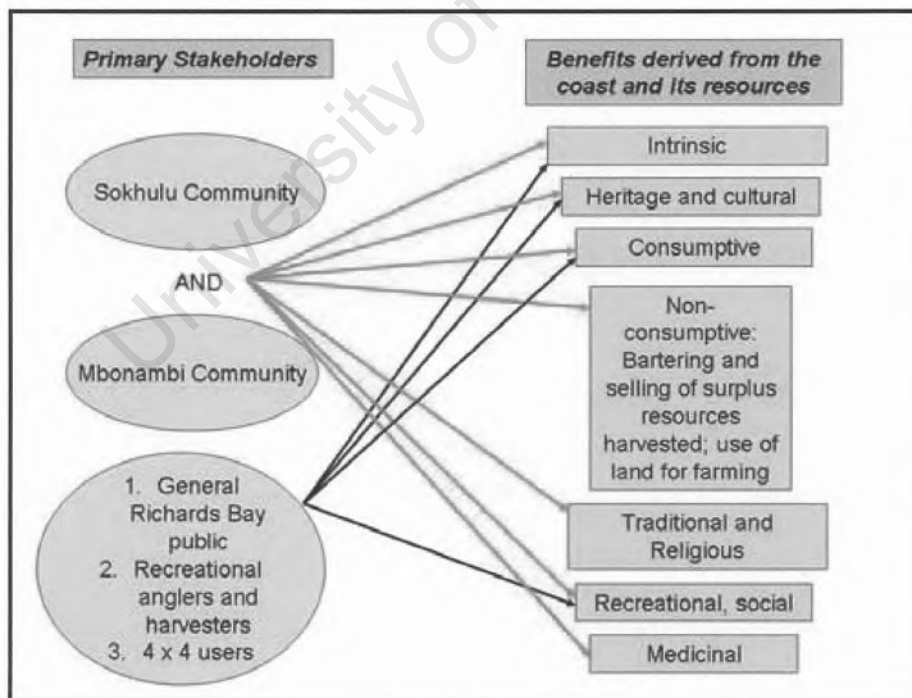 University of
Primary Stakeholders
Benefits derived from the
coast and its resources
Sokhulu Community
AND
Mbonambi Community
1. General
Richards Bay
public
2. Recreational
anglers and
harvesters
3. 4 x 4 users
Intrinsic
Heritage and cultural
Consumptive
Non-
consumptive:
Bartering and
selling of surplus
resources
harvested; use of
land for farming
Traditional and
Religious
Recreational, social
Medicinal